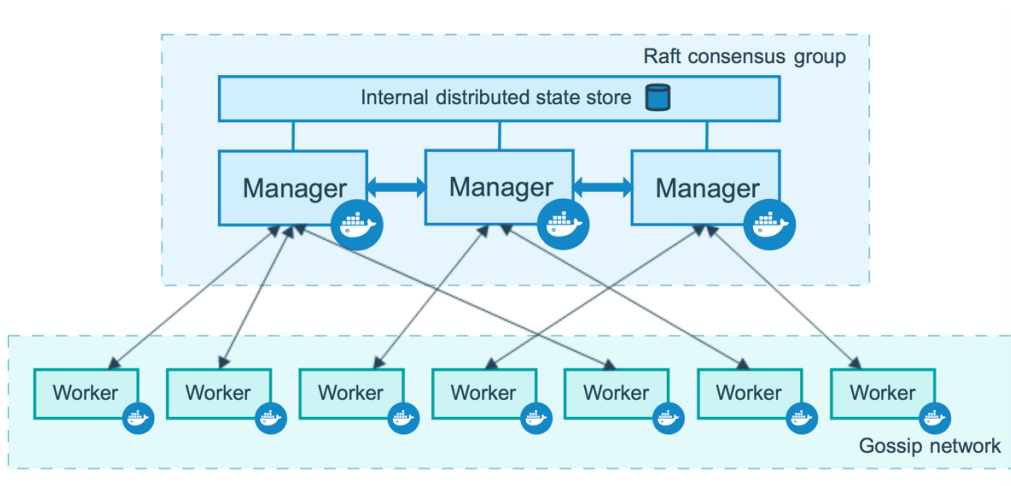 Raft consensus group
Internal distributed state store
Manager
Manager
Manager
Worker
Worker
Worker
Worker
Worker
Worker
Worker
Gossip network